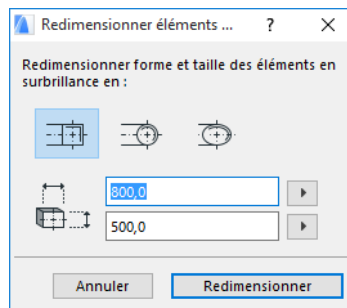 Redimensionner éléments ... ?
Redimensionner forme et taille des éléments en
surbrillance en :
800,0
500,0
Annuler Redimensionner